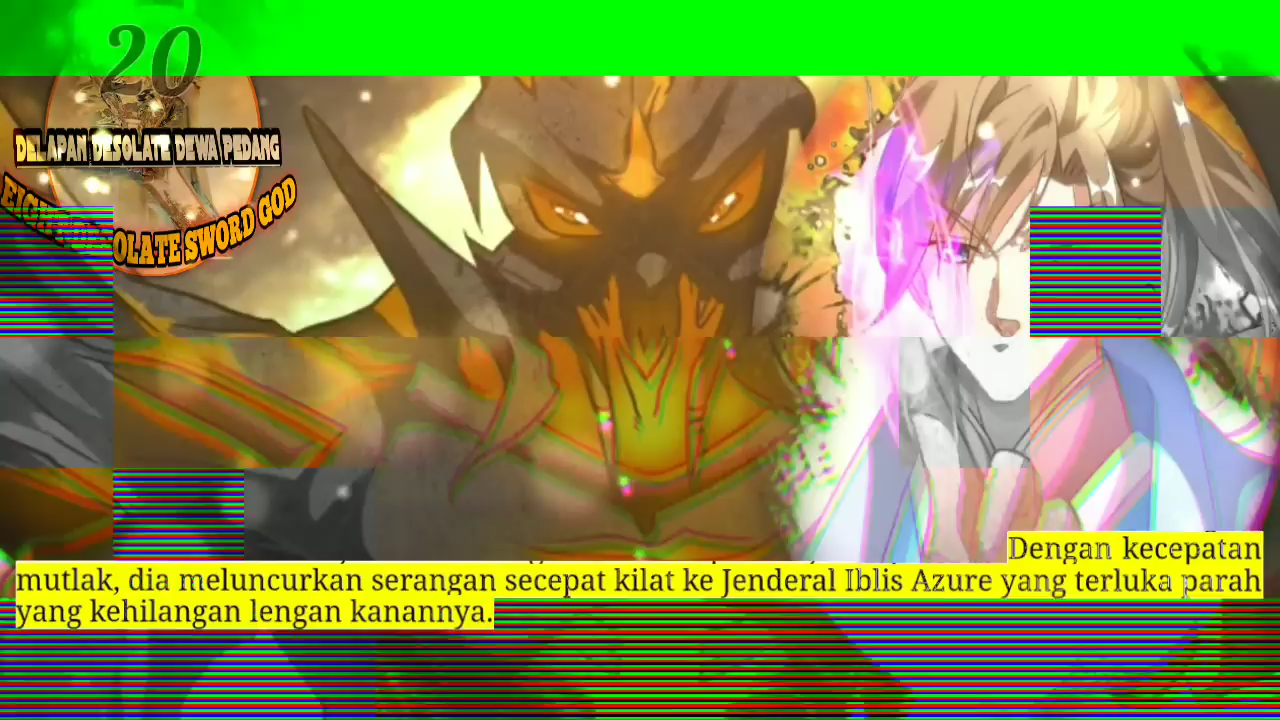 20
DELAPAN DESOLATE DEWA PEDANG
OLATE SWORD GOD
Dengan kecepatan
mutlak, dia meluncurkan serangan secepat kilat ke Jenderal Iblis Azure yang terluka parah
yang kehilangan lengan kanannya.